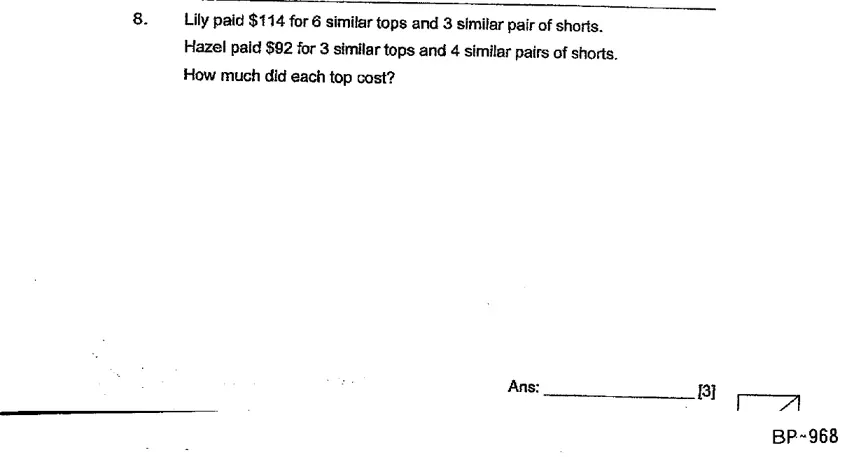 8. Lily paid $114 for 6 similar tops and 3 similar pair of shorts.
Hazel paid $92 for 3 similar tops and 4 similar pairs of shorts.
How much did each top cost?
Ans: ____________ [3]
BP~968